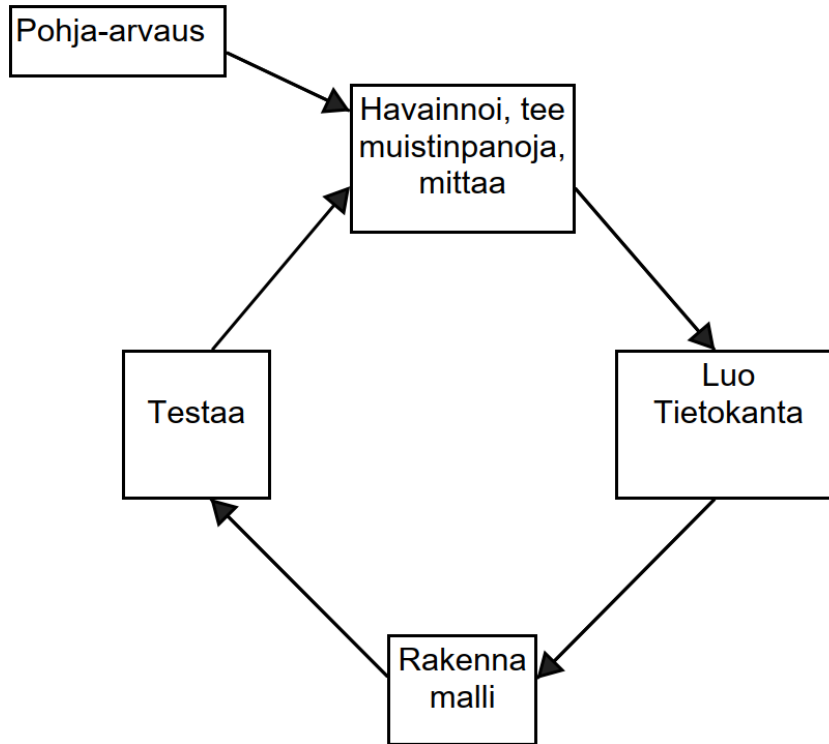 Pohja-arvaus
Havainnoi, tee
muistinpanoja,
mittaa
Luo
Tietokanta
Testaa
Rakenna
malli